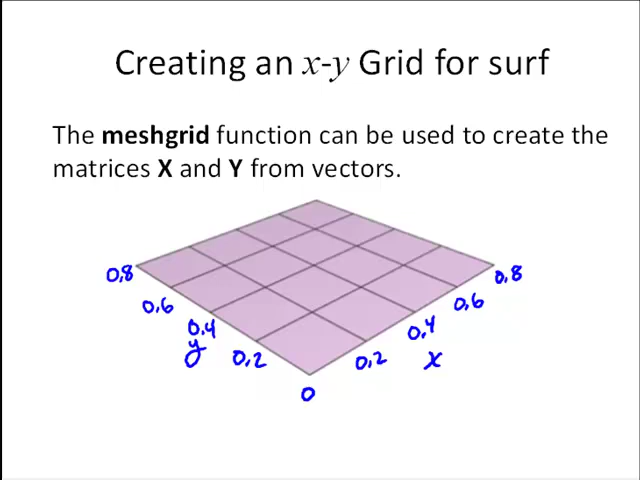 Creating an x-y Grid for surf
The meshgrid function can be used to create the
matrices X and Y from vectors.
0.8
0.8
0.6
0.6
0.4
0.4
y
0.2
0.2
x
0